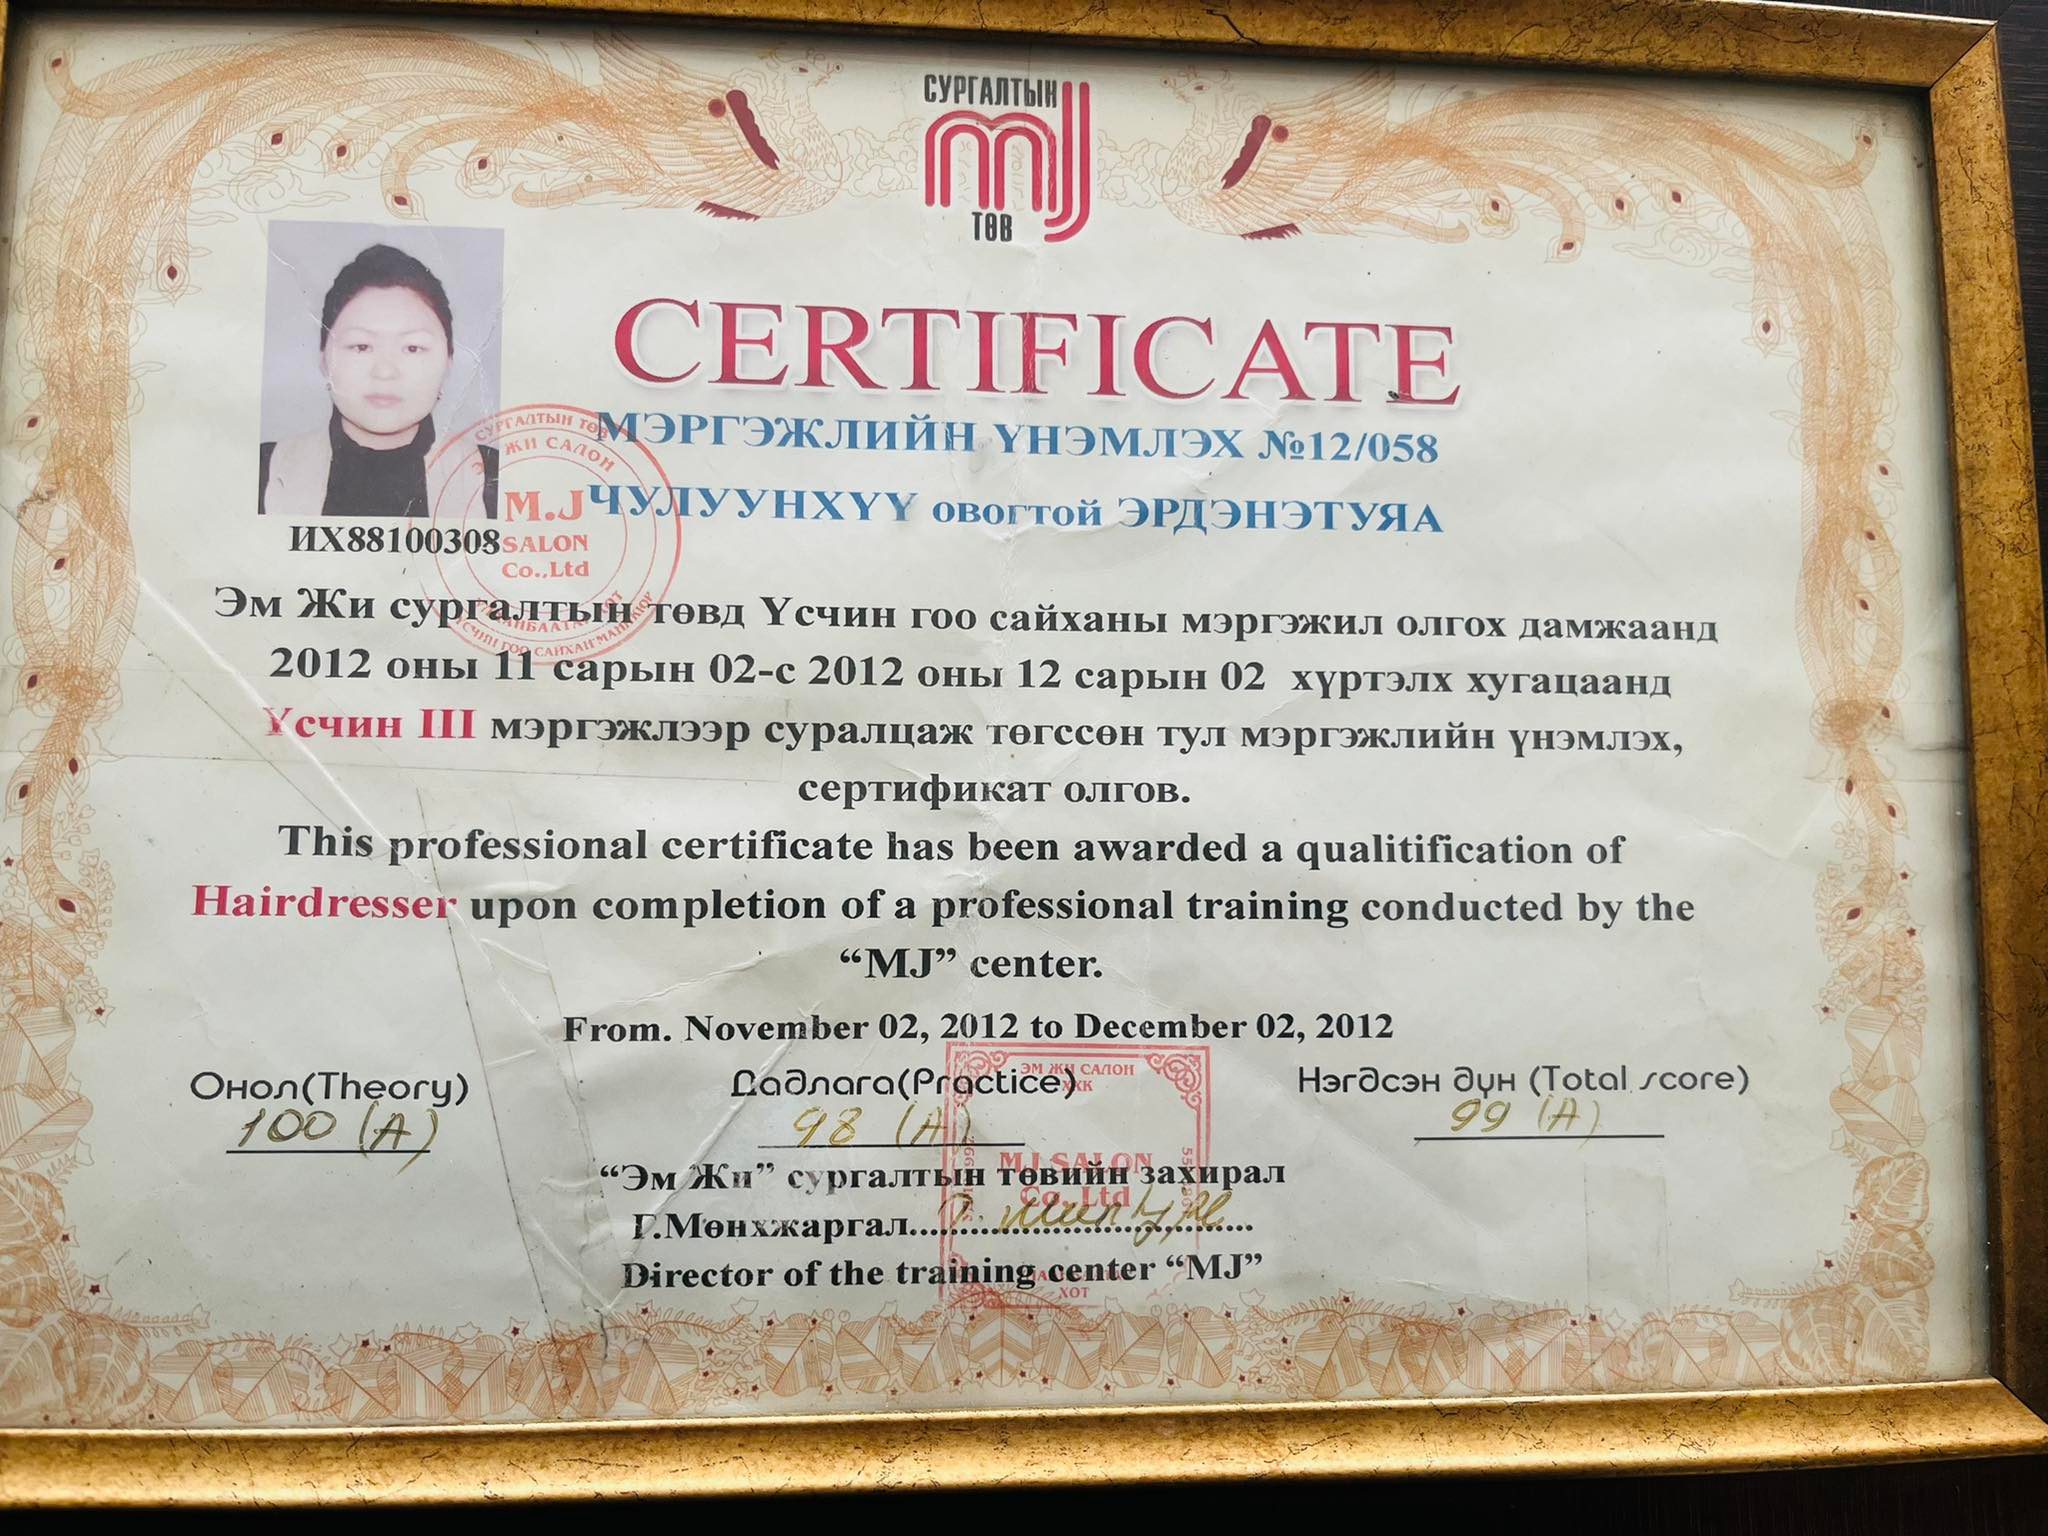 СУРГАЛТЫН
MJ
ТӨВ
CERTIFICATE
МЭРГЭЖЛИЙН ҮНЭМЛЭХ №12/058
ЧУЛУУНХҮҮ овогтой ЭРДЭНЭТУЯА
ИХ88100308
СУРГАЛТЫН ТӨВ
ЭМ ЖИ САЛОН
M.J
SALON
Co.,Ltd
Эм Жи сургалтын төвд Үсчин гоо сайханы мэргэжил олгох дамжаанд
2012 оны 11 сарын 02-с 2012 оны 12 сарын 02 хүртэлх хугацаанд
Үсчин III мэргэжлээр суралцаж төгссөн тул мэргэжлийн үнэмлэх,
сертификат олгов.
This professional certificate has been awarded a qualitification of
Hairdresser upon completion of a professional training conducted by the
“MJ” center.
From. November 02, 2012 to December 02, 2012
Онол(Theory) Дадлага(Practice) Нэгдсэн дүн (Total score)
100 (A) 98 (A) 99 (A)
ЭМ ЖИ САЛОН
ХХК
MJ SALON
Co.,Ltd
ХОТ
“Эм Жи” сургалтын төвийн захирал
Г.Мөнхжаргал....................................
Director of the training center “MJ”